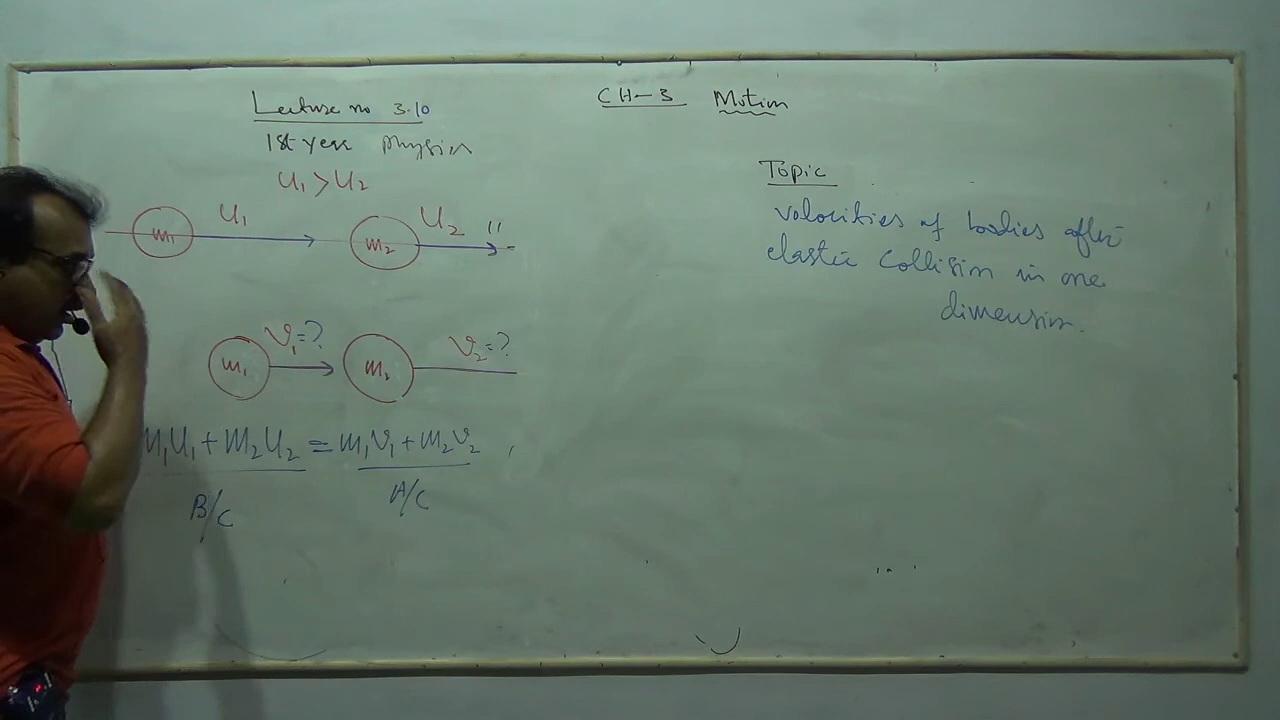 Lecture no 3.10
1st year physics
CH-3 Motion
U₁ > U₂
m₁ U₁ m₂ U₂
m₁ V₁=? m₂ V₂=?
m₁U₁ + m₂U₂ = m₁V₁ + m₂V₂
B/C A/C
Topic
velocities of bodies after
elastic collision in one
dimension.